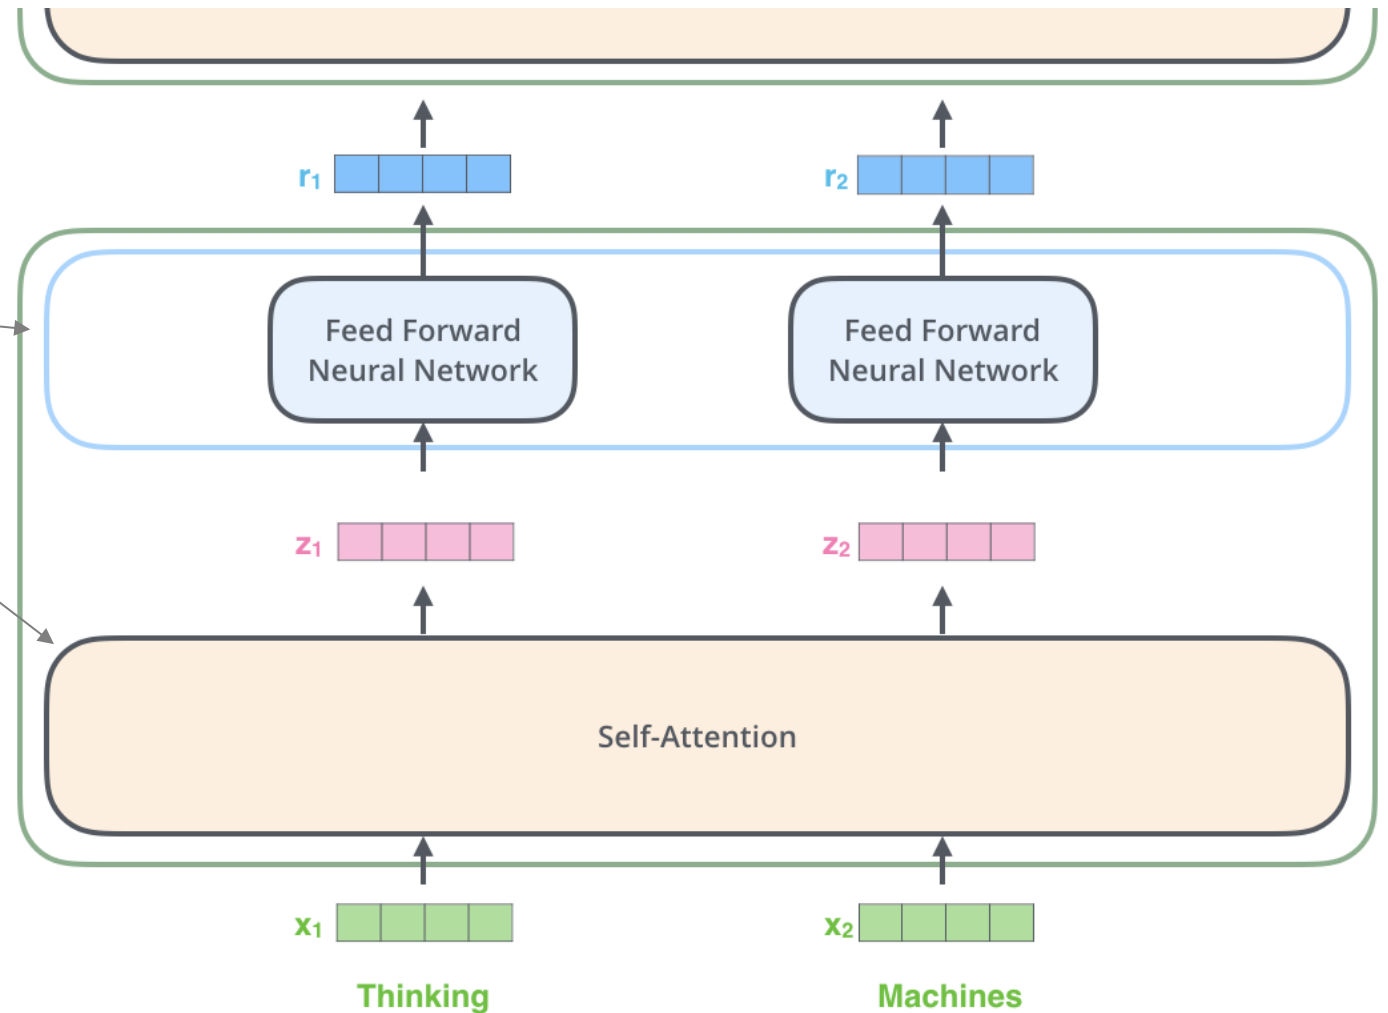 r₁
r₂
Feed Forward
Neural Network
Feed Forward
Neural Network
z₁
z₂
Self-Attention
x₁
x₂
Thinking
Machines